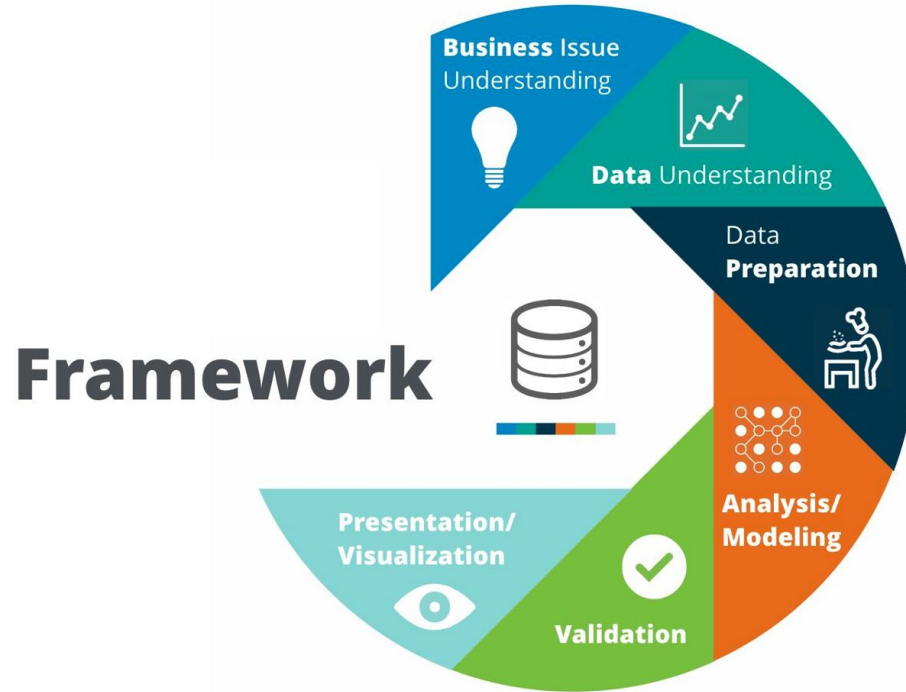 Business Issue
Understanding
Data Understanding
Data
Preparation
Framework
Analysis/
Modeling
Presentation/
Visualization
Validation